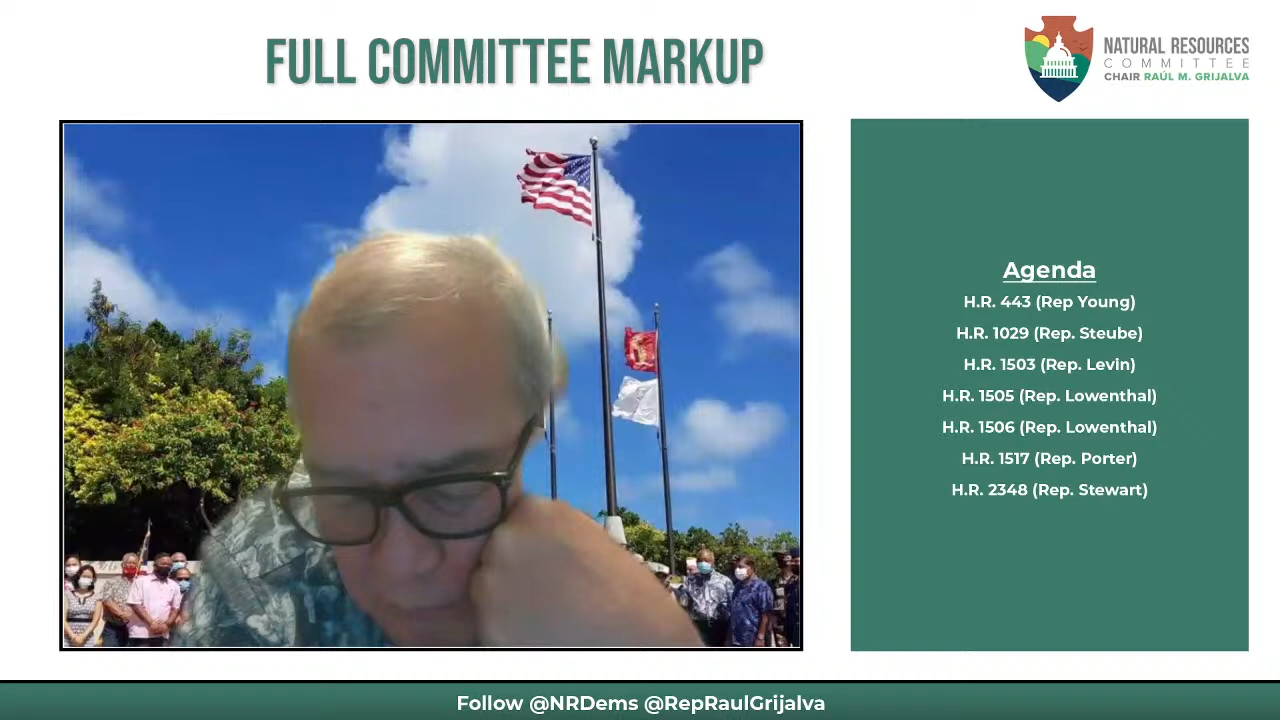 FULL COMMITTEE MARKUP
NATURAL RESOURCES
COMMITTEE
CHAIR RAÚL M. GRIJALVA
Agenda
H.R. 443 (Rep Young)
H.R. 1029 (Rep. Steube)
H.R. 1503 (Rep. Levin)
H.R. 1505 (Rep. Lowenthal)
H.R. 1506 (Rep. Lowenthal)
H.R. 1517 (Rep. Porter)
H.R. 2348 (Rep. Stewart)
Follow @NRDems @RepRaulGrijalva